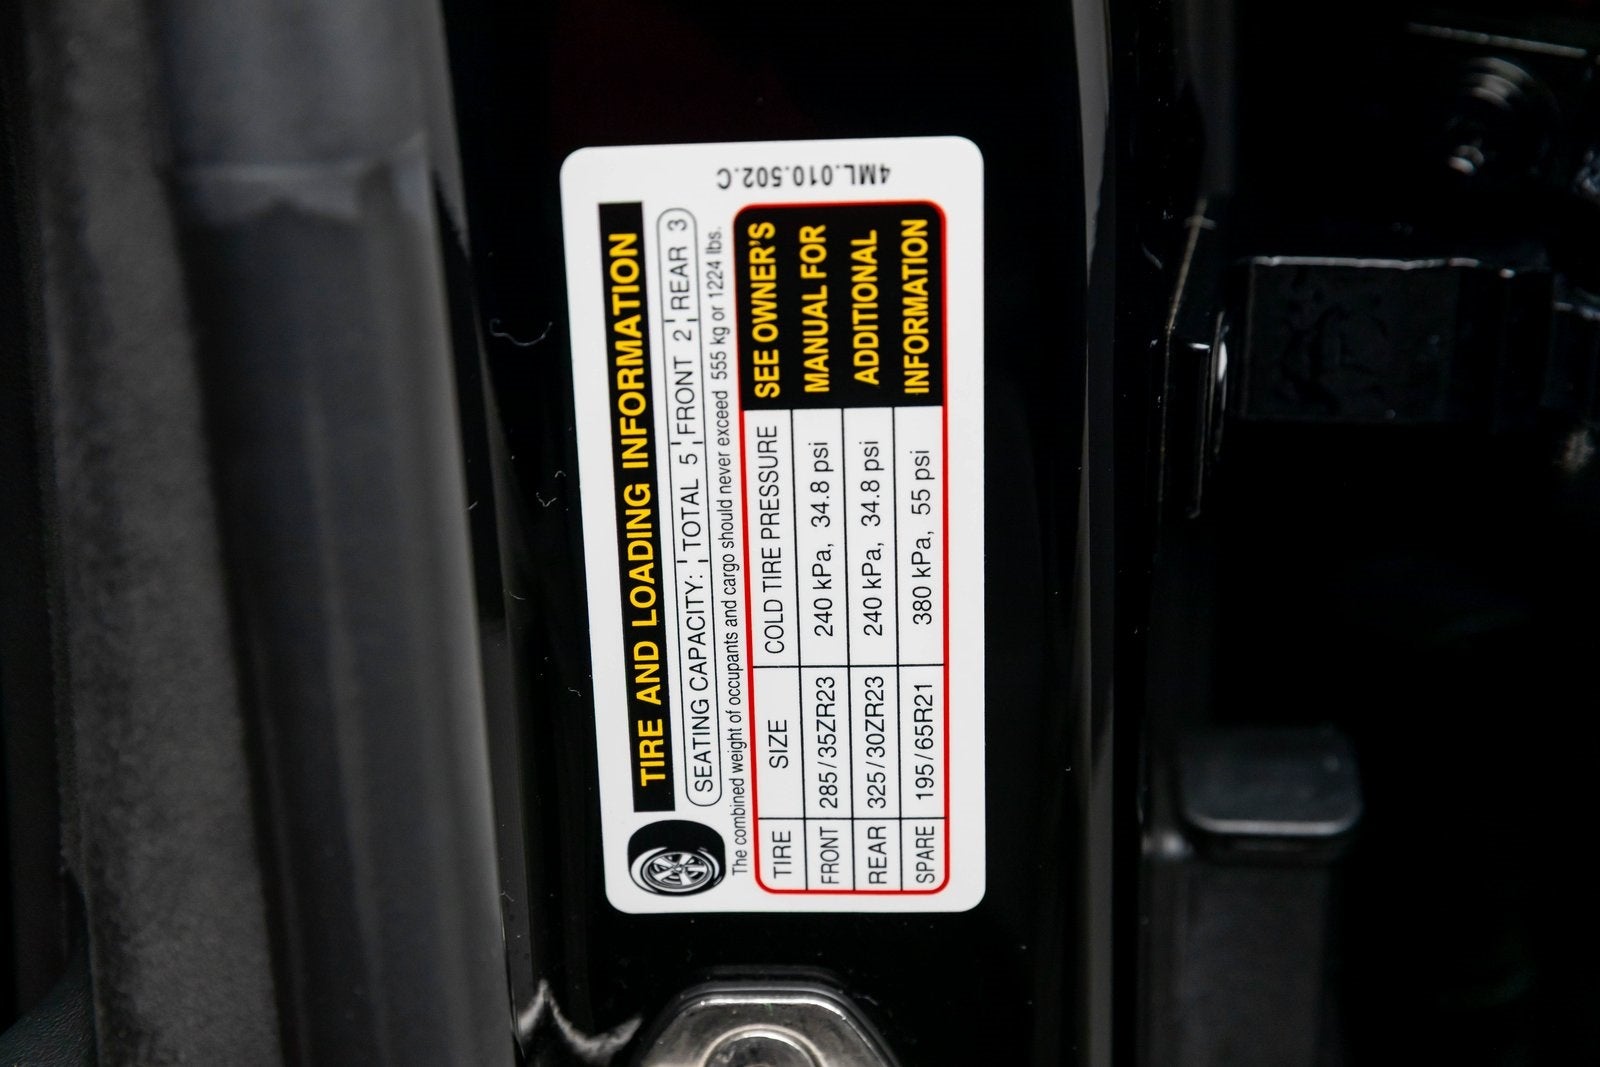 TIRE AND LOADING INFORMATION
SEATING CAPACITY: ¦ TOTAL 5 ¦ FRONT 2 ¦ REAR 3
The combined weight of occupants and cargo should never exceed 555 kg or 1224 lbs.
TIRE SIZE COLD TIRE PRESSURE SEE OWNER'S
FRONT 285/35ZR23 240 kPa, 34.8 psi MANUAL FOR
REAR 325/30ZR23 240 kPa, 34.8 psi ADDITIONAL
SPARE 195/65R21 380 kPa, 55 psi INFORMATION
4ML.010.502.C